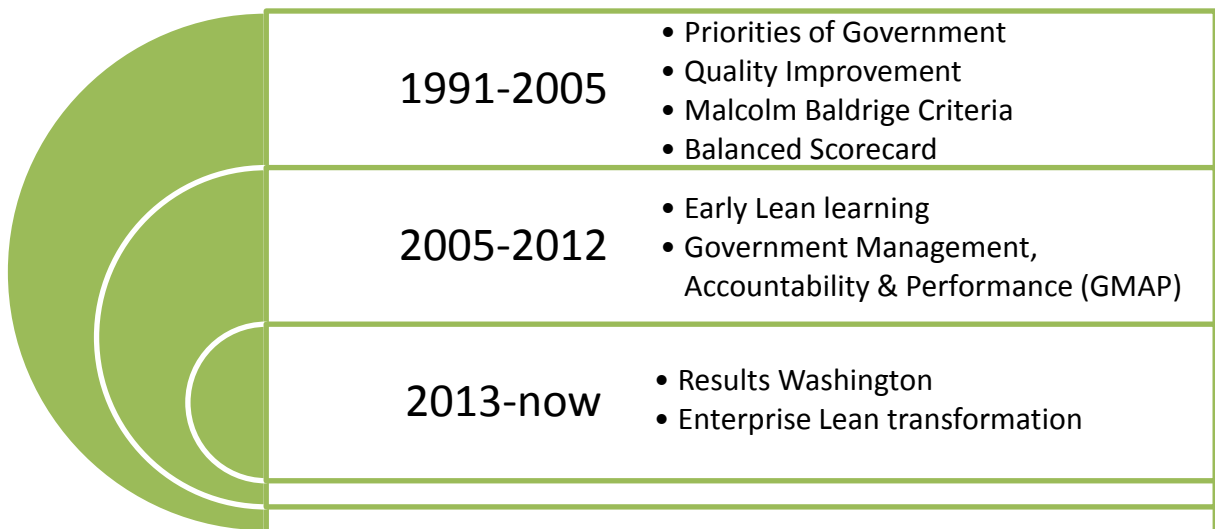 1991-2005
• Priorities of Government
• Quality Improvement
• Malcolm Baldrige Criteria
• Balanced Scorecard
2005-2012
• Early Lean learning
• Government Management,
Accountability & Performance (GMAP)
2013-now
• Results Washington
• Enterprise Lean transformation